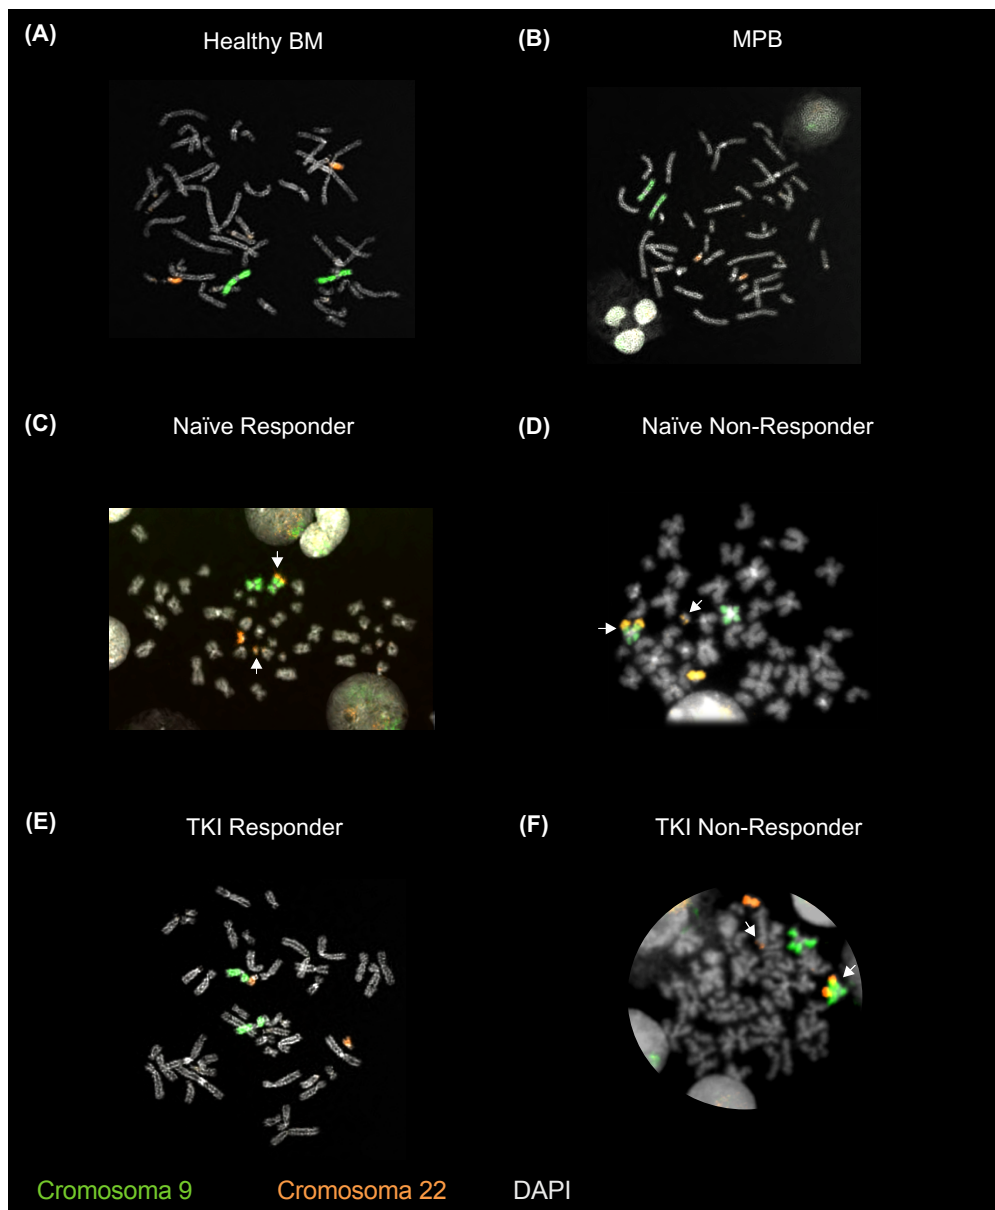 (A) Healthy BM
(B) MPB
(C) Naïve Responder
(D) Naïve Non-Responder
(E) TKI Responder
(F) TKI Non-Responder
Cromosoma 9 Cromosoma 22 DAPI